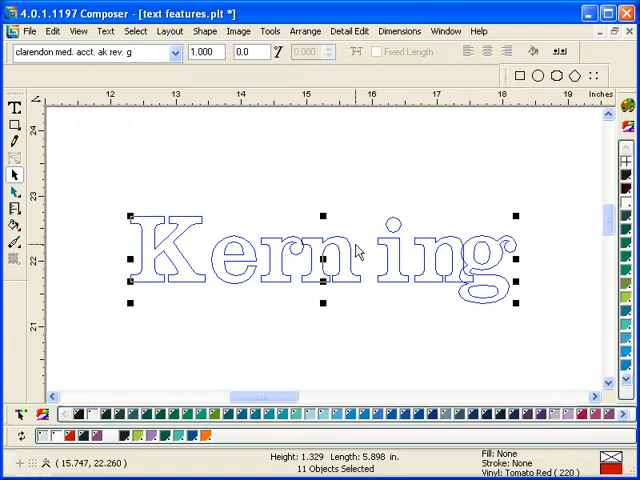 4.0.1.1197 Composer - [text features.plt *]
File Edit View Text Select Layout Shape Image Tools Arrange Detail Edit Dimensions Window Help
clarendon med. acct. ak rev. g 1.000 0.0 0.000 Fixed Length
12 13 14 15 16 17 18 19 Inches
24
23
22
21
Kerning
(15.747, 22.260)
Height: 1.329 Length: 5.898 in.
11 Objects Selected
Fill: None
Stroke: None
Vinyl: Tomato Red ( 220 )